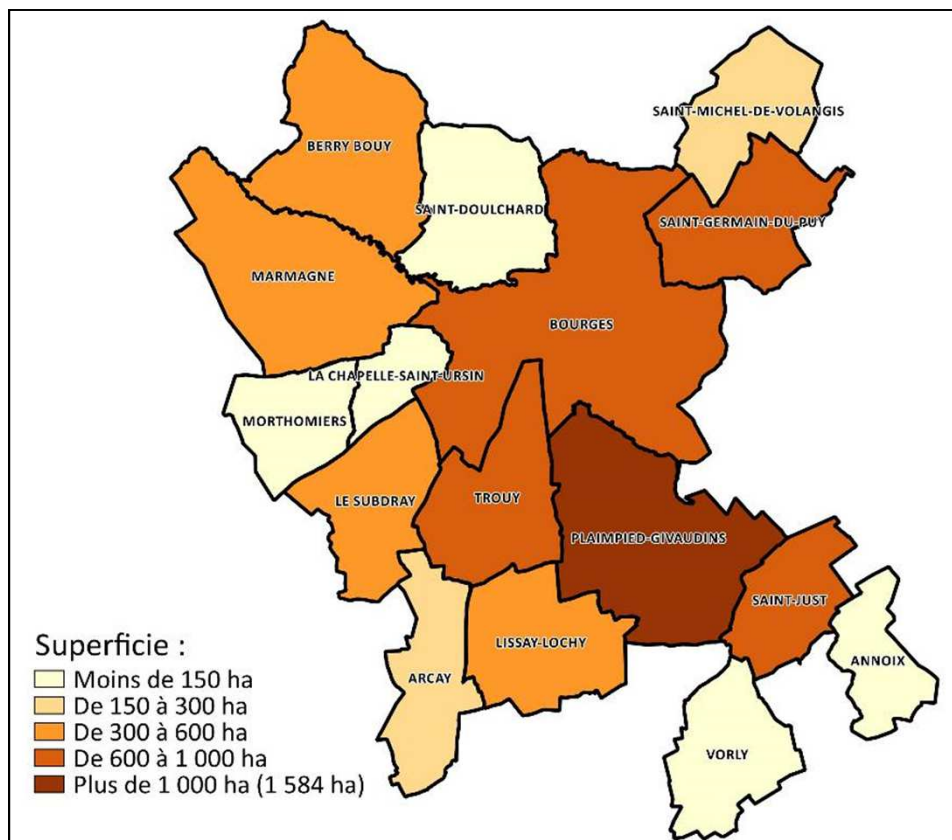 SAINT-MICHEL-DE-VOLANGIS
BERRY BOUY
SAINT-DOULCHARD
SAINT-GERMAIN-DU-PUY
MARMAGNE
BOURGES
LA CHAPELLE-SAINT-URSIN
MORTHOMIERS
LE SUBDRAY
TROUY
PLAIMPIED-GIVAUDINS
SAINT-JUST
LISSAY-LOCHY
ANNOIX
ARCAY
VORLY
Superficie :
Moins de 150 ha
De 150 à 300 ha
De 300 à 600 ha
De 600 à 1 000 ha
Plus de 1 000 ha (1 584 ha)